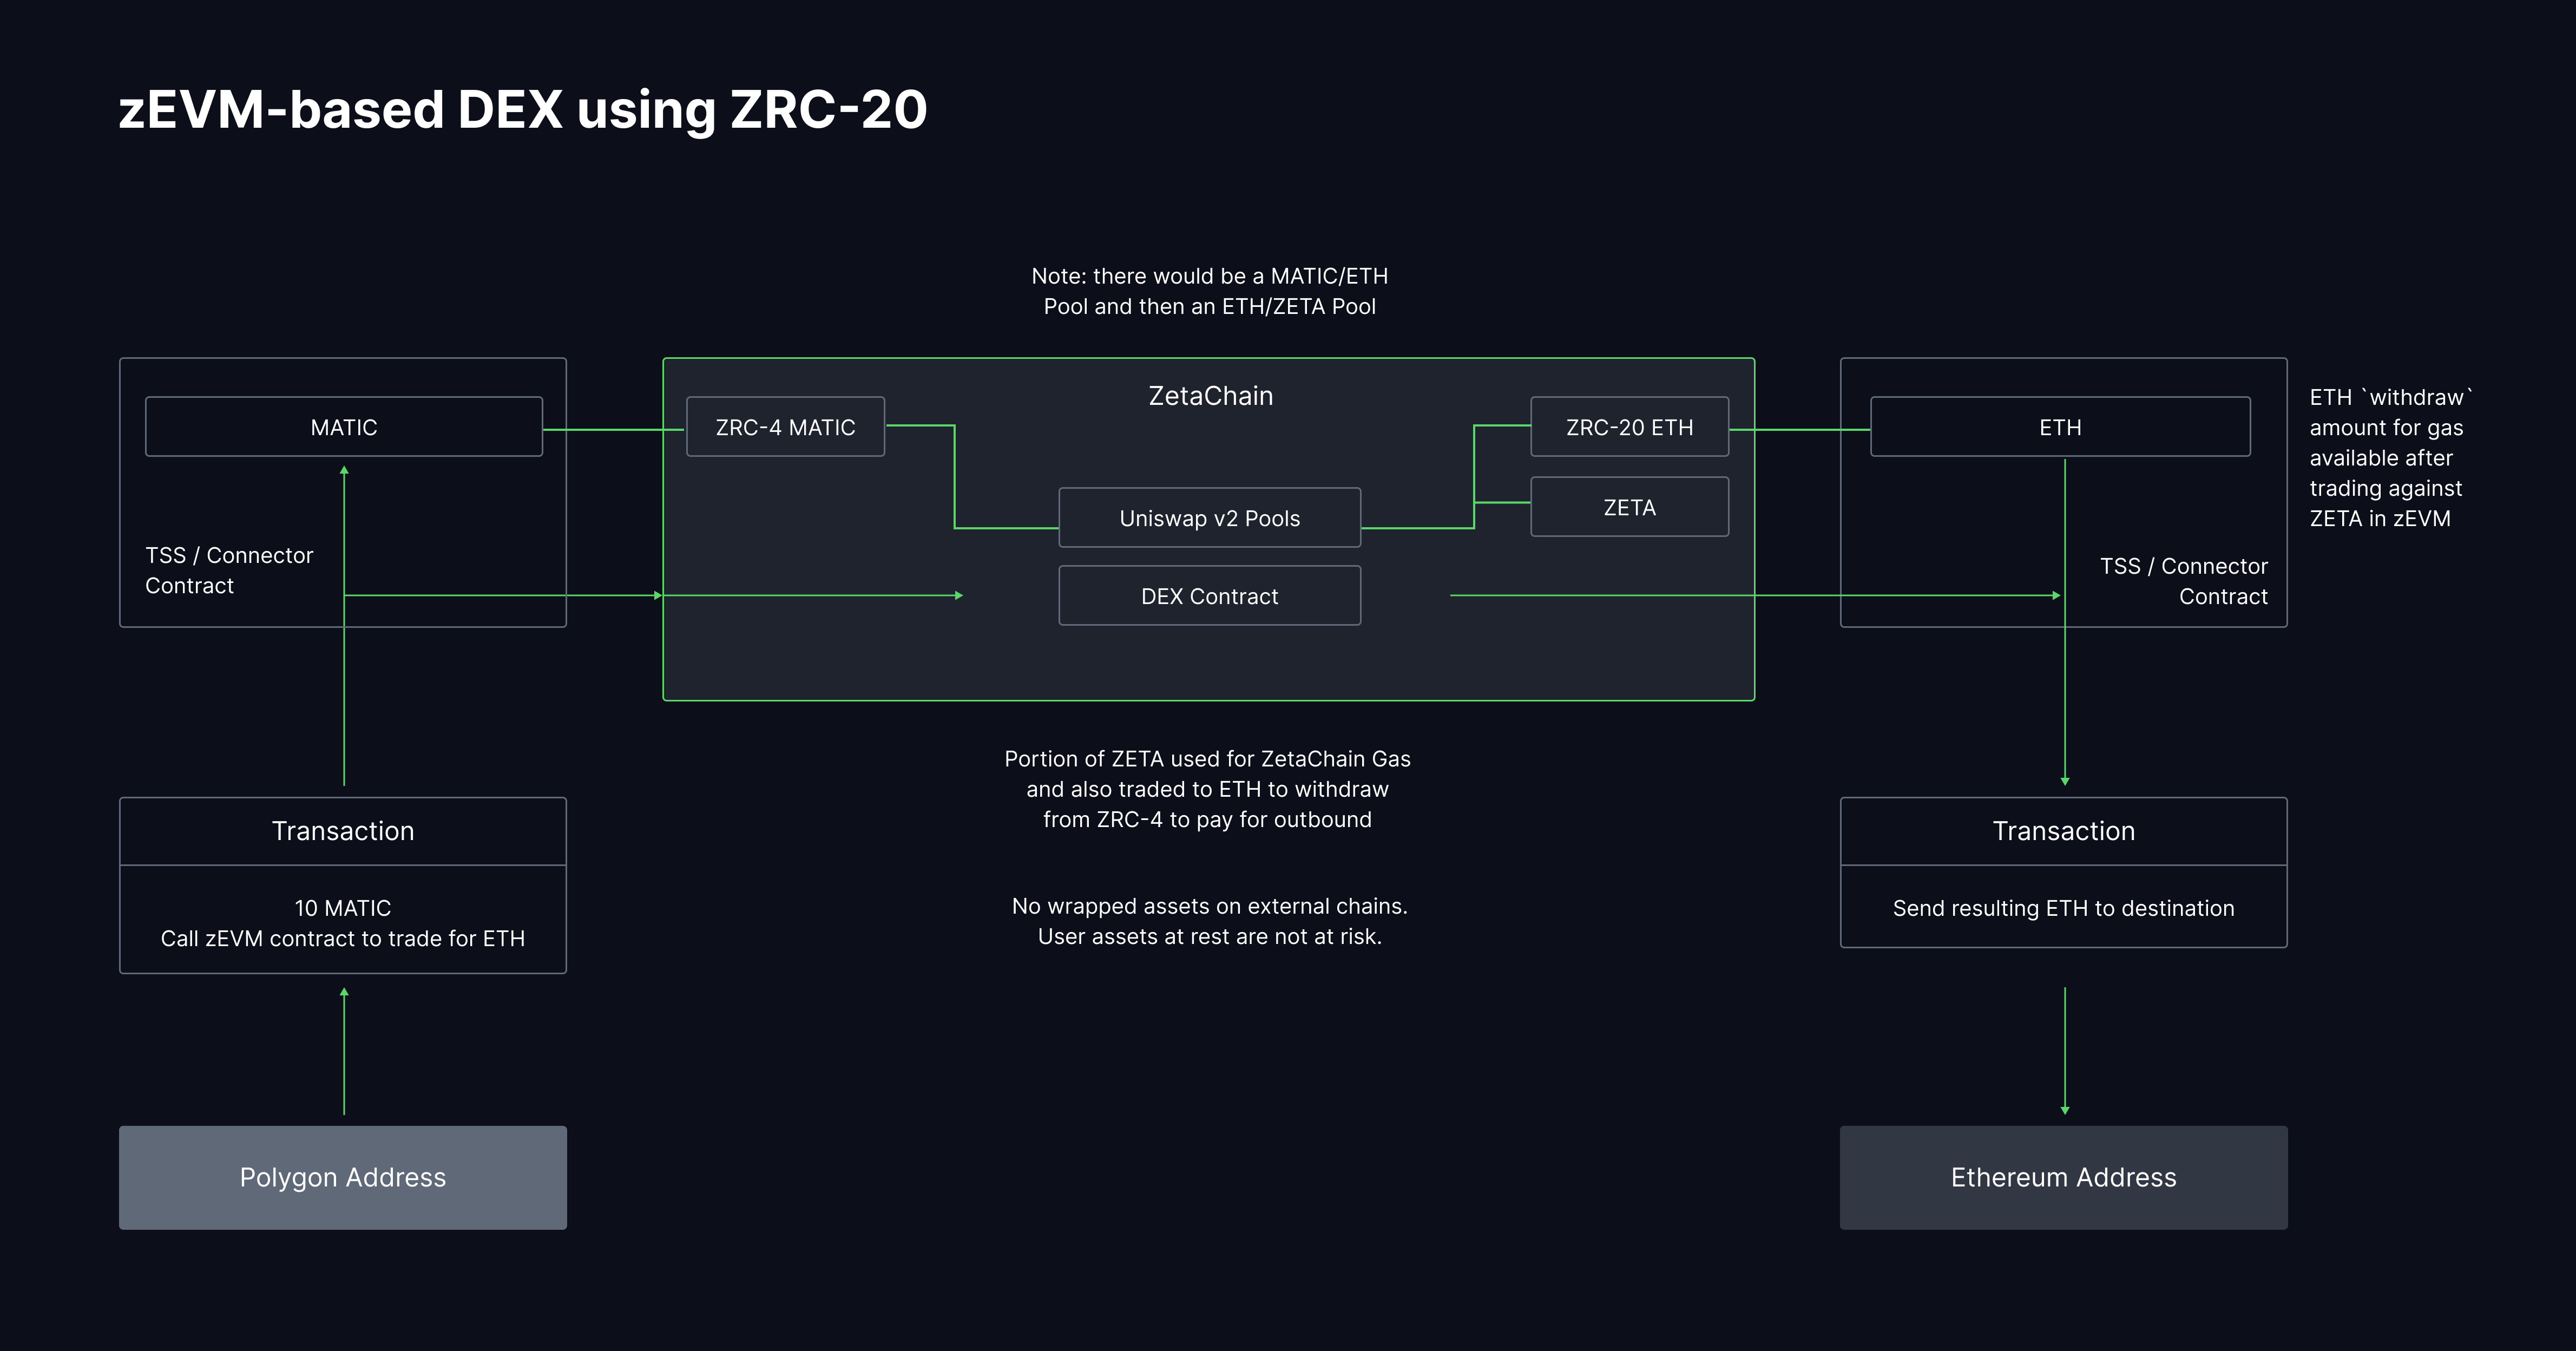 zEVM-based DEX using ZRC-20
Note: there would be a MATIC/ETH
Pool and then an ETH/ZETA Pool
MATIC
TSS / Connector
Contract
ZetaChain
ZRC-4 MATIC
Uniswap v2 Pools
DEX Contract
ZRC-20 ETH
ZETA
ETH
TSS / Connector
Contract
ETH `withdraw`
amount for gas
available after
trading against
ZETA in zEVM
Portion of ZETA used for ZetaChain Gas
and also traded to ETH to withdraw
from ZRC-4 to pay for outbound
No wrapped assets on external chains.
User assets at rest are not at risk.
Transaction
10 MATIC
Call zEVM contract to trade for ETH
Transaction
Send resulting ETH to destination
Polygon Address
Ethereum Address